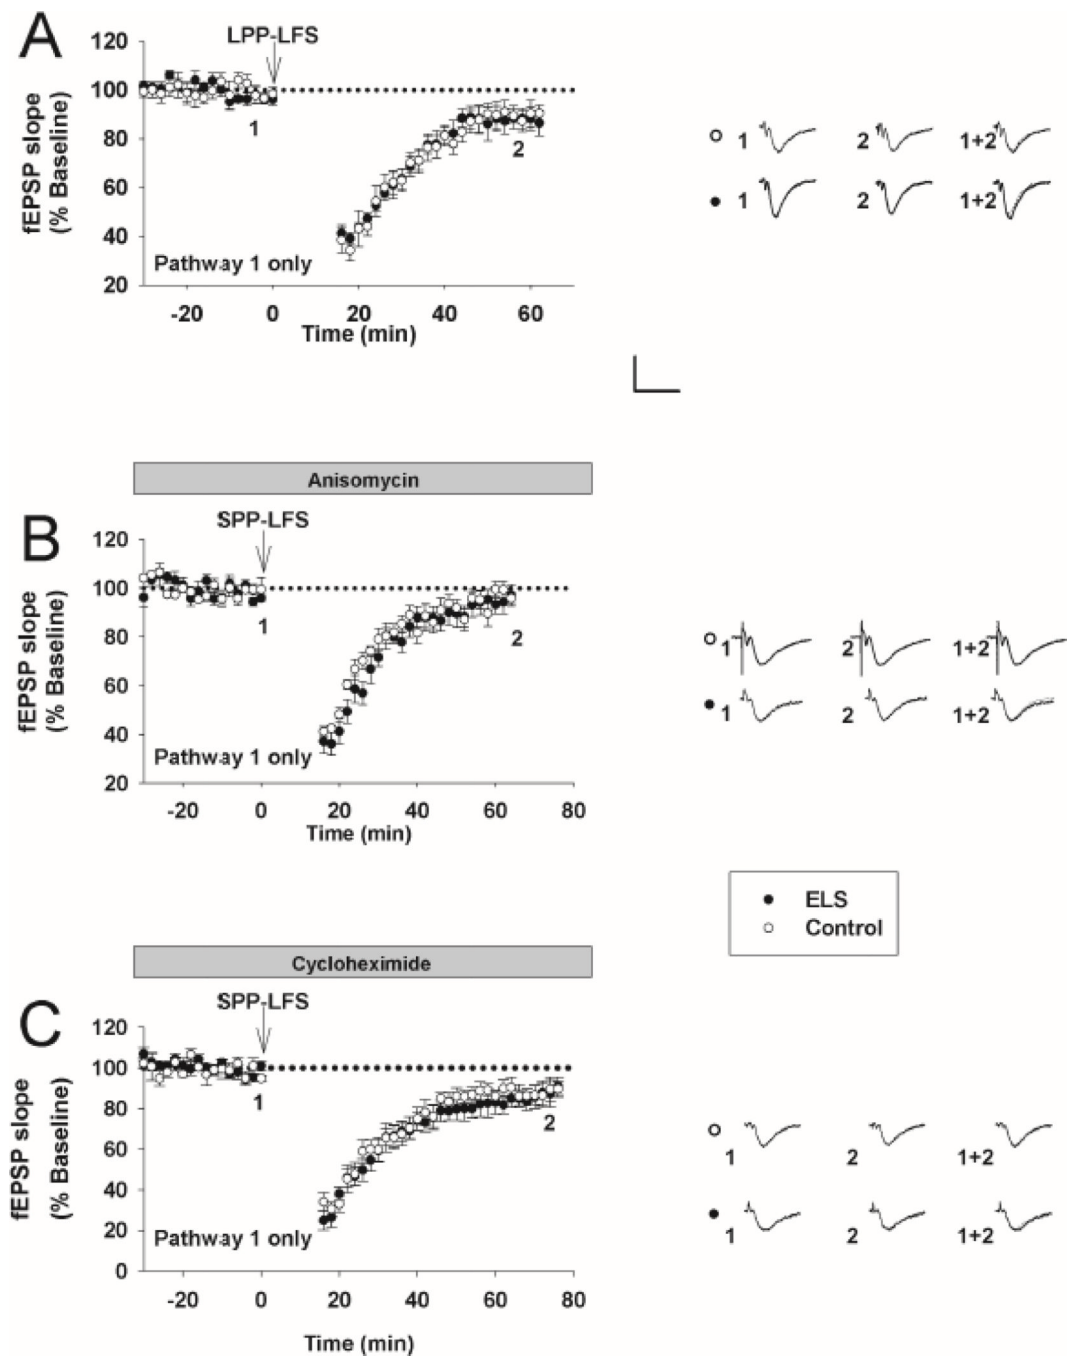 A
LPP-LFS
120
100
80
60
40
20
fEPSP slope
(% Baseline)
1
2
Pathway 1 only
-20
0
20
40
60
Time (min)
1
2
1+2
1
2
1+2
Anisomycin
B
SPP-LFS
120
100
80
60
40
20
fEPSP slope
(% Baseline)
1
2
Pathway 1 only
-20
0
20
40
60
80
Time (min)
1
2
1+2
1
2
1+2
ELS
Control
Cycloheximide
C
SPP-LFS
120
100
80
60
40
20
0
fEPSP slope
(% Baseline)
1
2
Pathway 1 only
-20
0
20
40
60
80
Time (min)
1
2
1+2
1
2
1+2